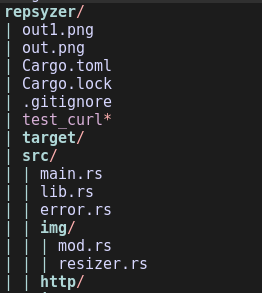 repsyzer/
| out1.png
| out.png
| Cargo.toml
| Cargo.lock
| .gitignore
| test_curl*
| target/
| src/
| | main.rs
| | lib.rs
| | error.rs
| | img/
| | | mod.rs
| | | resizer.rs
| | http/